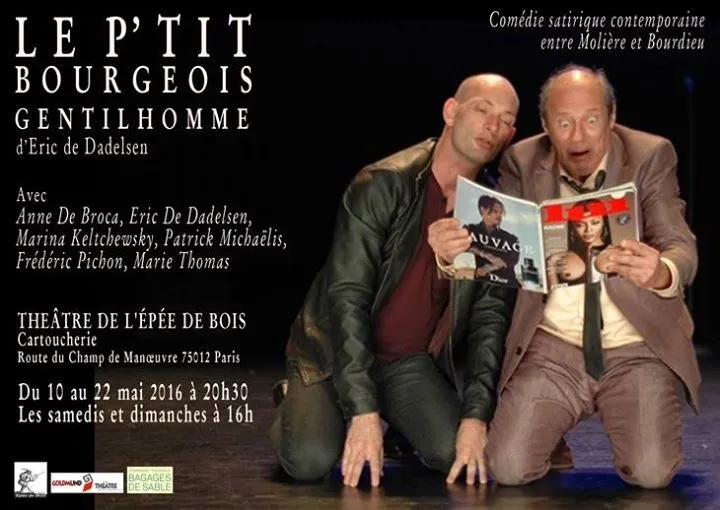 LE P'TIT
BOURGEOIS
GENTILHOMME
d'Eric de Dadelsen
Comédie satirique contemporaine
entre Molière et Bourdieu
Avec
Anne De Broca, Eric De Dadelsen,
Marina Keltchewsky, Patrick Michaëlis,
Frédéric Pichon, Marie Thomas
THEÂTRE DE L'ÉPÉE DE BOIS
Cartoucherie
Route du Champ de Manœuvre 75012 Paris
Du 10 au 22 mai 2016 à 20h30
Les samedis et dimanches à 16h
SAUVAGE
Dior
lui
GOLDMUND
THÉÂTRE
BAGAGES
DE SABLE